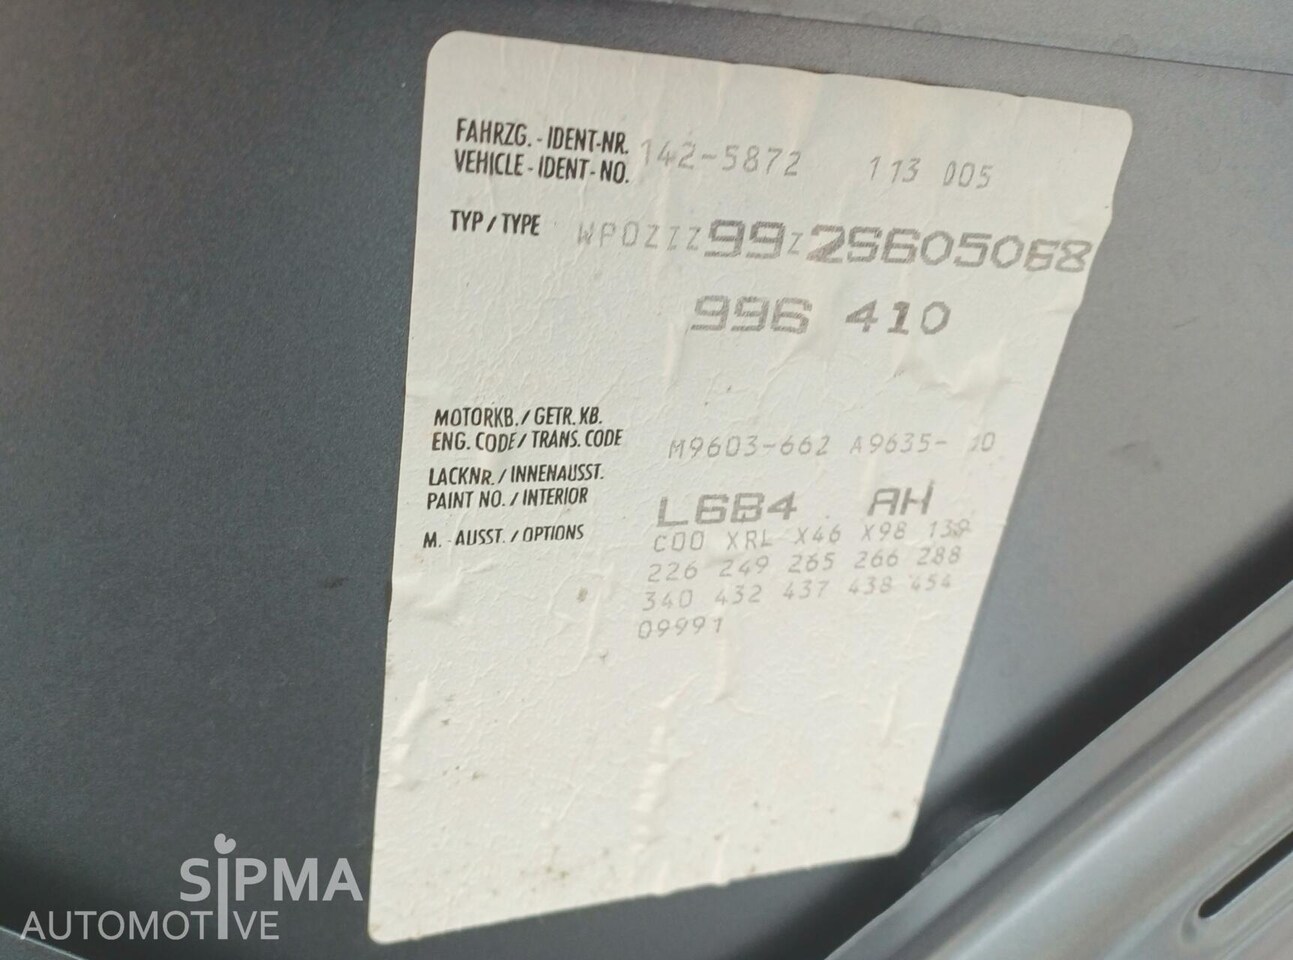 FAHRZG. - IDENT-NR.
VEHICLE - IDENT - NO.
142-5872 113 005
TYP / TYPE
WP0ZZZ99Z2S605068
996 410
MOTORKB. / GETR. KB.
ENG. CODE / TRANS. CODE
M9603-662 A9635- 10
LACKNR. / INNENAUSST.
PAINT NO. / INTERIOR
L6B4 AH
M. - AUSST. / OPTIONS
C00 XRL X46 X98 139
226 249 265 266 288
340 432 437 438 454
09991
SIPMA
AUTOMOTIVE